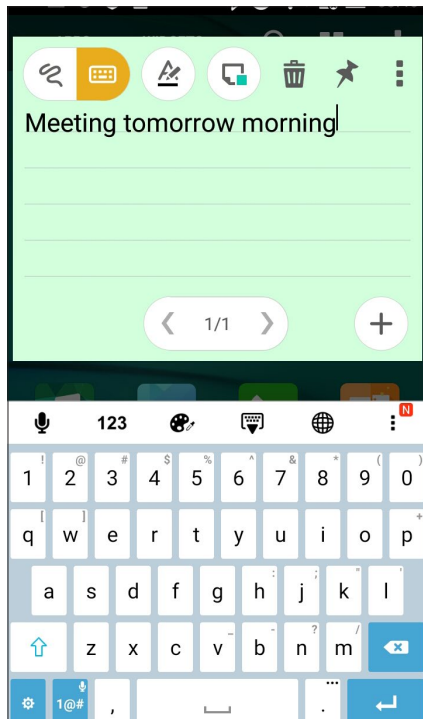 Meeting tomorrow morning
1/1
123
N
! @ # $ % ^ & * ( )
1 2 3 4 5 6 7 8 9 0
[ ] +
q w e r t y u i o p
: ; " '
a s d f g h j k l
_ - ? /
z x c v b n m
1@# , .